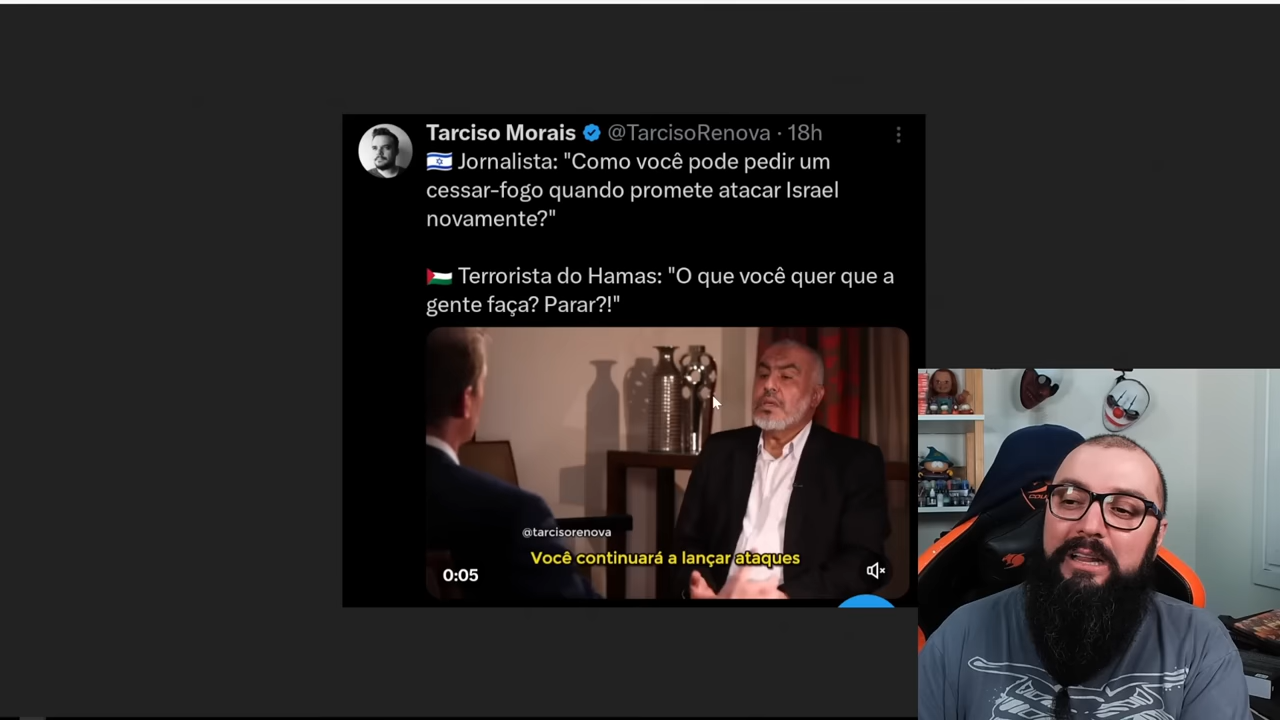 Tarciso Morais @TarcisoRenova · 18h
🇮🇱 Jornalista: "Como você pode pedir um
cessar-fogo quando promete atacar Israel
novamente?"
🇵🇸 Terrorista do Hamas: "O que você quer que a
gente faça? Parar?!"
@tarcisorenova
Você continuará a lançar ataques
0:05